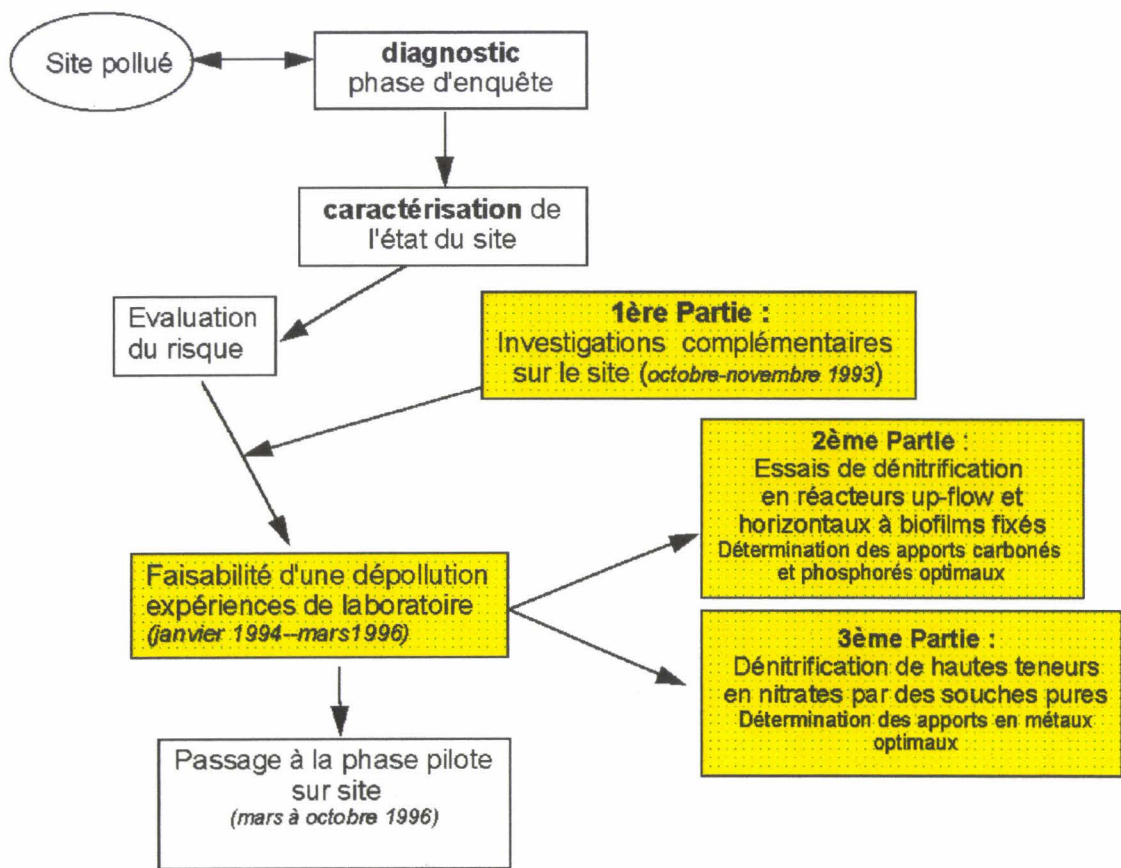 Site pollué
diagnostic
phase d'enquête
caractérisation de
l'état du site
Evaluation
du risque
1ère Partie :
Investigations complémentaires
sur le site (octobre-novembre 1993)
2ème Partie :
Essais de dénitrification
en réacteurs up-flow et
horizontaux à biofilms fixés
Détermination des apports carbonés
et phosphorés optimaux
Faisabilité d'une dépollution
expériences de laboratoire
(janvier 1994--mars1996)
3ème Partie :
Dénitrification de hautes teneurs
en nitrates par des souches pures
Détermination des apports en métaux
optimaux
Passage à la phase pilote
sur site
(mars à octobre 1996)